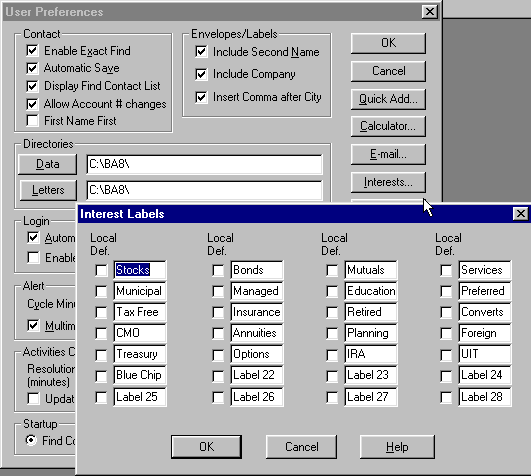 User Preferences
Contact
Enable Exact Find
Automatic Save
Display Find Contact List
Allow Account # changes
First Name First
Envelopes/Labels
Include Second Name
Include Company
Insert Comma after City
OK
Cancel
Quick Add...
Calculator...
E-mail...
Interests...
Directories
Data C:\BA8\
Letters C:\BA8\
Login
Autom
Enable
Alert
Cycle Minu
Multim
Activities C
Resolution
(minutes)
Updat
Startup
Find Co
Interest Labels
Local Def. Local Def. Local Def. Local Def.
Stocks Bonds Mutuals Services
Municipal Managed Education Preferred
Tax Free Insurance Retired Converts
CMO Annuities Planning Foreign
Treasury Options IRA UIT
Blue Chip Label 22 Label 23 Label 24
Label 25 Label 26 Label 27 Label 28
OK Cancel Help